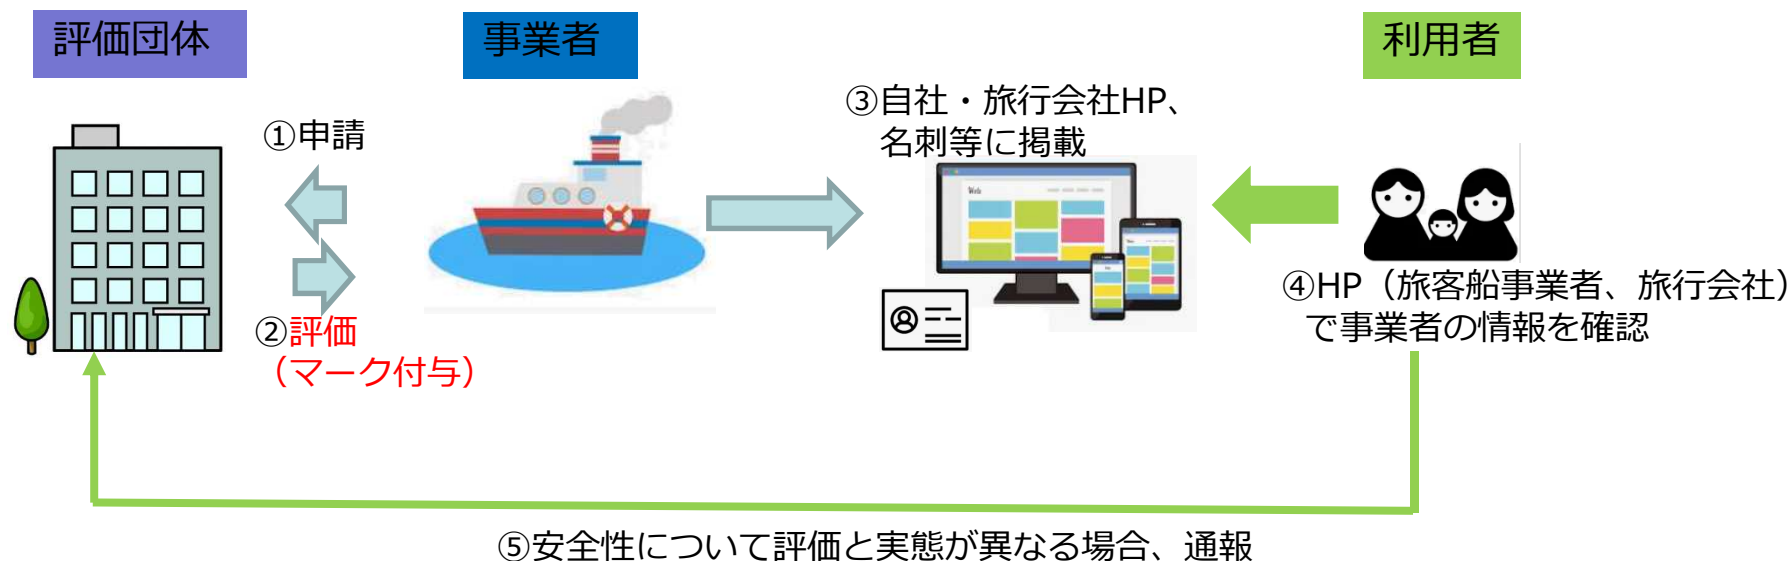 評価団体
事業者
利用者
①申請
②評価
（マーク付与）
③自社・旅行会社HP、
名刺等に掲載
Web
Web
④HP（旅客船事業者、旅行会社）
で事業者の情報を確認
⑤安全性について評価と実態が異なる場合、通報